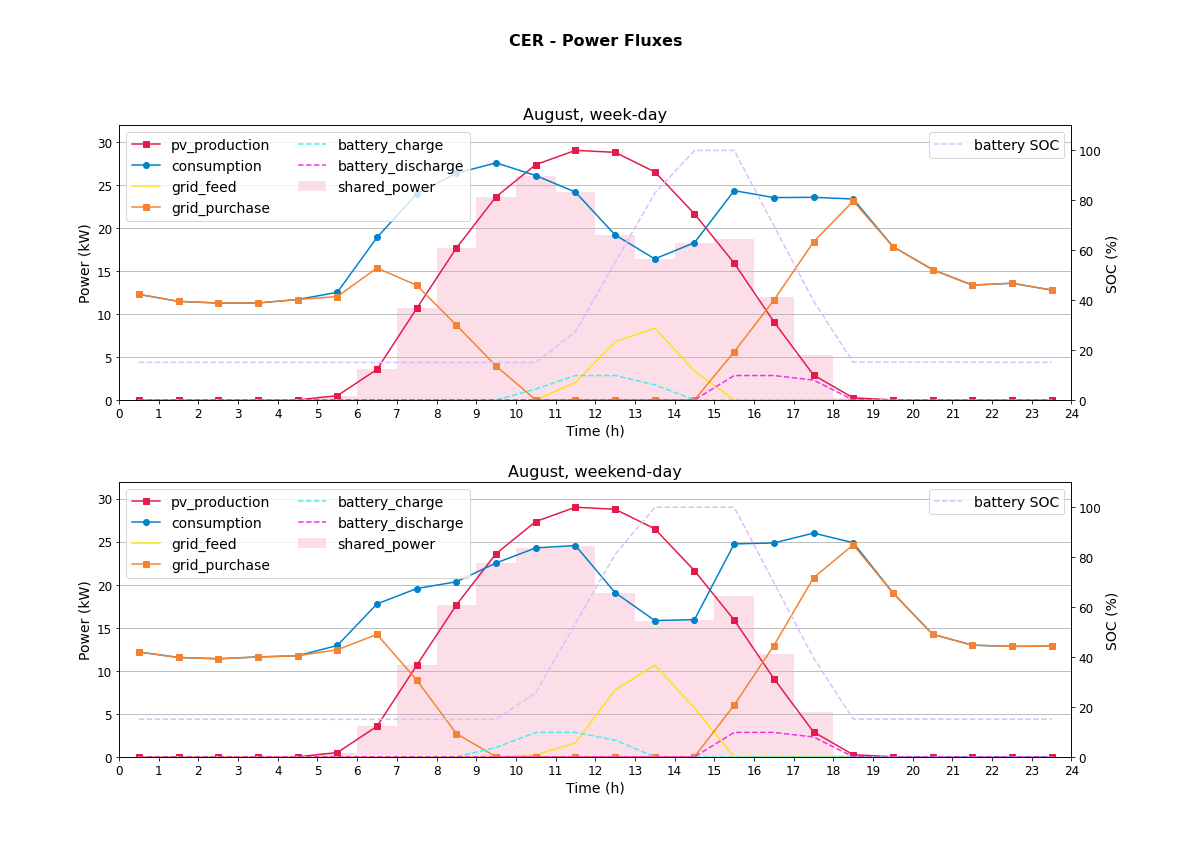 CER - Power Fluxes
August, week-day
pv_production
consumption
grid_feed
grid_purchase
battery_charge
battery_discharge
shared_power
battery SOC
Power (kW)
0
5
10
15
20
25
30
SOC (%)
0
20
40
60
80
100
0 1 2 3 4 5 6 7 8 9 10 11 12 13 14 15 16 17 18 19 20 21 22 23 24
Time (h)
August, weekend-day
pv_production
consumption
grid_feed
grid_purchase
battery_charge
battery_discharge
shared_power
battery SOC
Power (kW)
0
5
10
15
20
25
30
SOC (%)
0
20
40
60
80
100
0 1 2 3 4 5 6 7 8 9 10 11 12 13 14 15 16 17 18 19 20 21 22 23 24
Time (h)